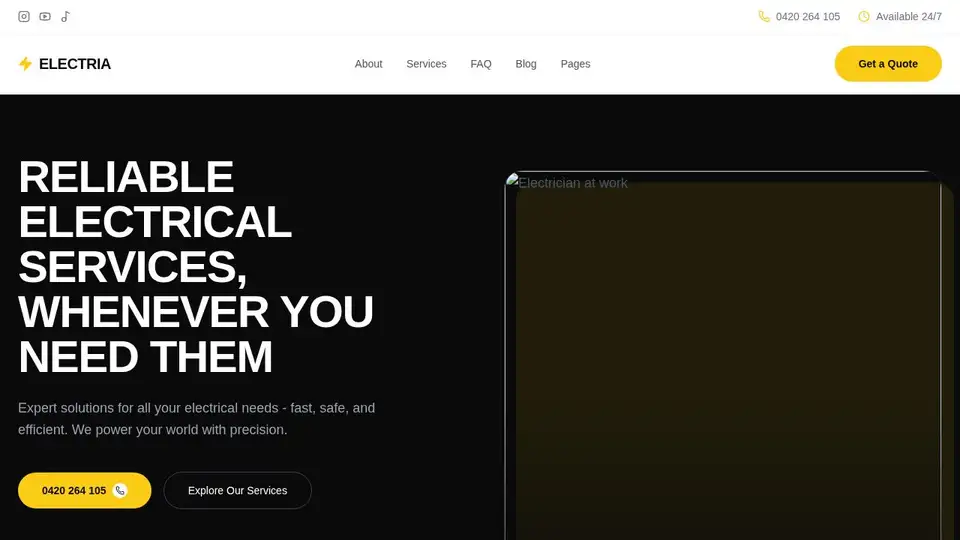 0420 264 105
Available 24/7
ELECTRIA
About
Services
FAQ
Blog
Pages
Get a Quote
RELIABLE
ELECTRICAL
SERVICES,
WHENEVER YOU
NEED THEM
Expert solutions for all your electrical needs - fast, safe, and
efficient. We power your world with precision.
0420 264 105
Explore Our Services
Electrician at work